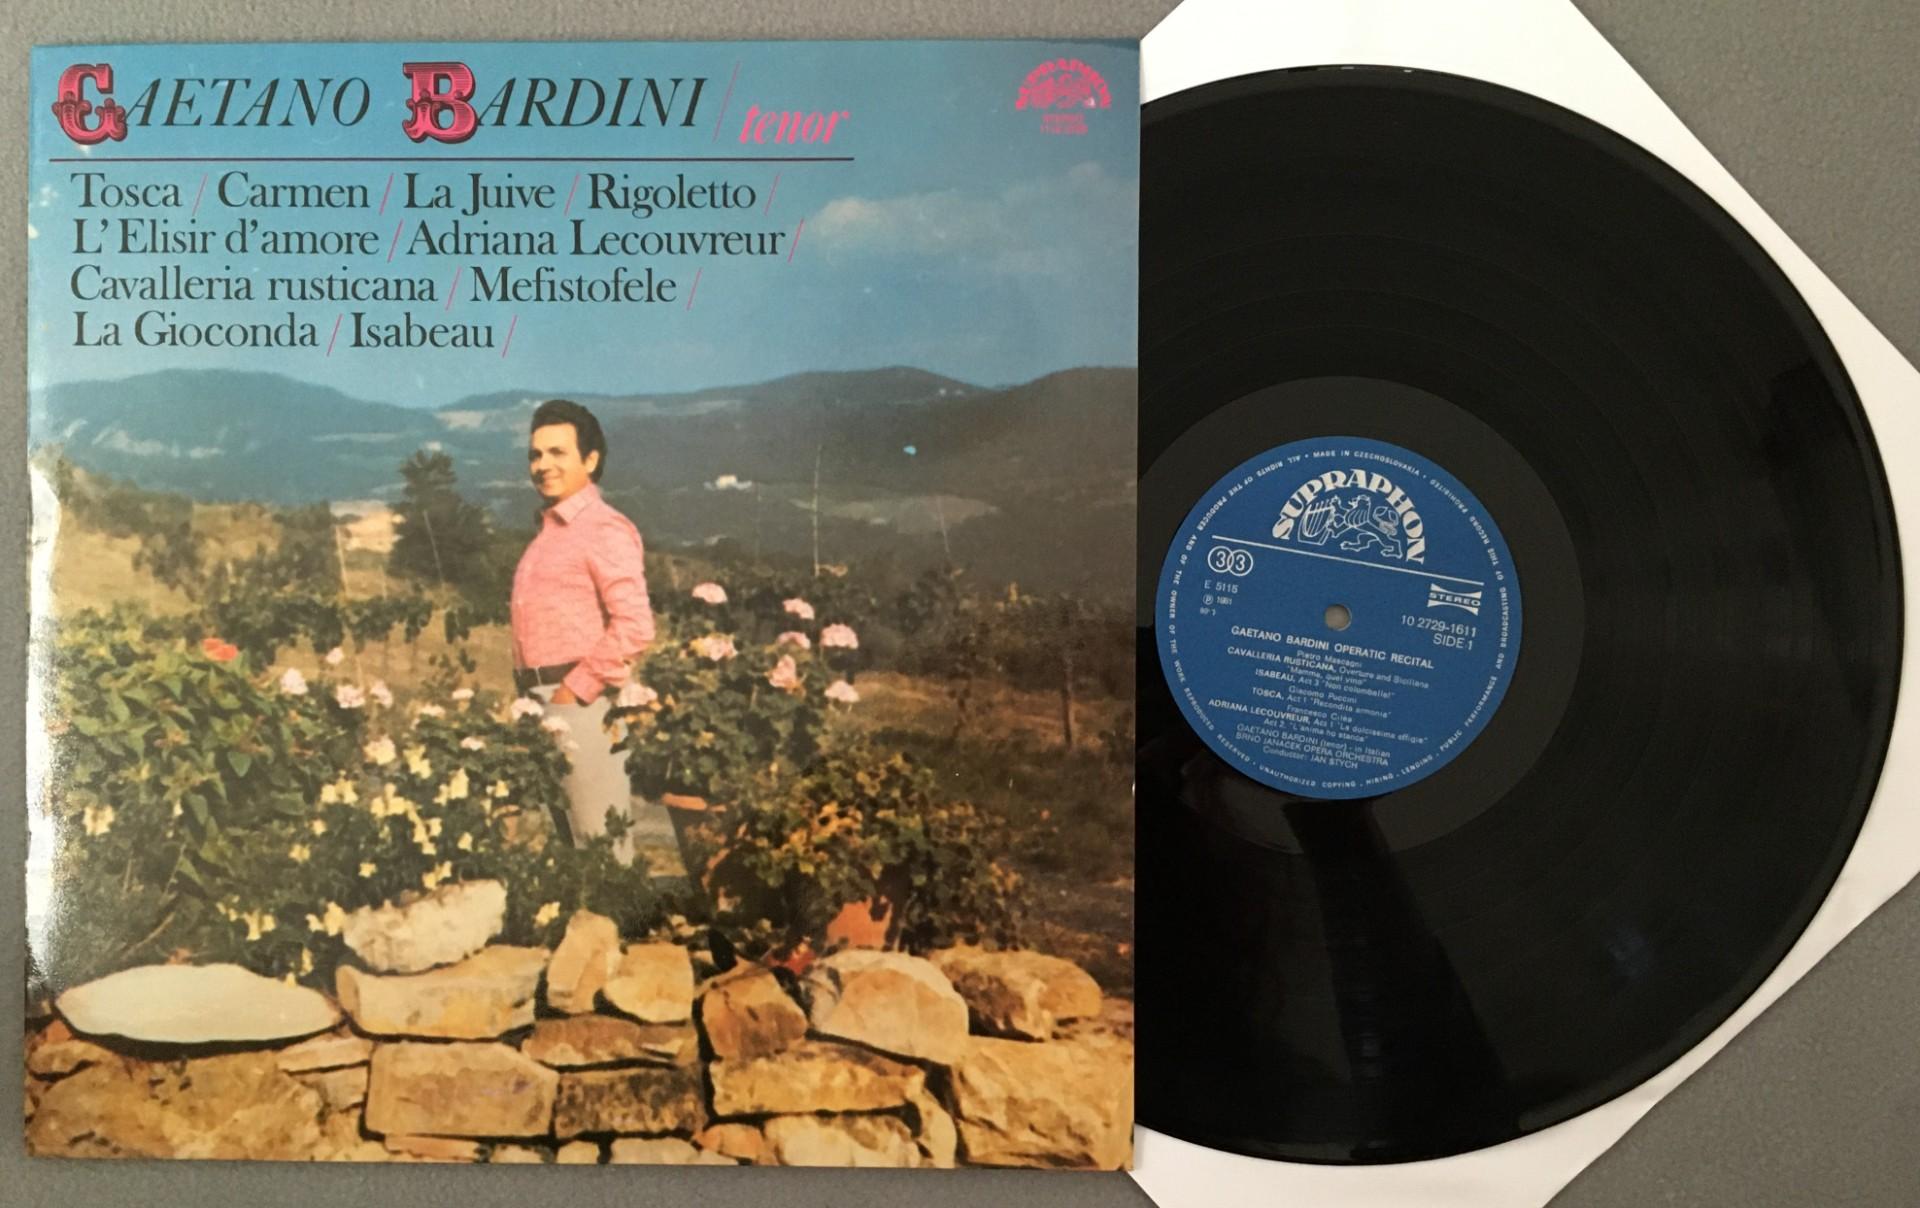 GAETANO BARDINI / tenor
Tosca / Carmen / La Juive / Rigoletto /
L'Elisir d'amore / Adriana Lecouvreur /
Cavalleria rusticana / Mefistofele /
La Gioconda / Isabeau /
SUPRAPHON
STEREO
SUPRAPHON
33
STEREO
E 5115
℗ 1981
10 2729-1611
SIDE 1
GAETANO BARDINI OPERATIC RECITAL
Pietro Mascagni
CAVALLERIA RUSTICANA, Overture and Siciliana
"Mamma, quel vino"
ISABEAU, Act 3 "Non colombelle!"
Giacomo Puccini
TOSCA, Act 1 "Recondita armonia"
Francesco Cilea
ADRIANA LECOUVREUR, Act 1 "La dolcissima effigie"
Act 2, "L'anima ho stanca"
GAETANO BARDINI (tenor) - in Italian
BRNO JANÁČEK OPERA ORCHESTRA
Conductor: JAN ŠTYCH
MADE IN CZECHOSLOVAKIA • ALL RIGHTS OF THE PRODUCER AND OF THE OWNER OF THE WORK REPRODUCED RESERVED • UNAUTHORIZED COPYING • HIRING • LENDING • PUBLIC PERFORMANCE AND BROADCASTING OF THIS RECORD PROHIBITED •